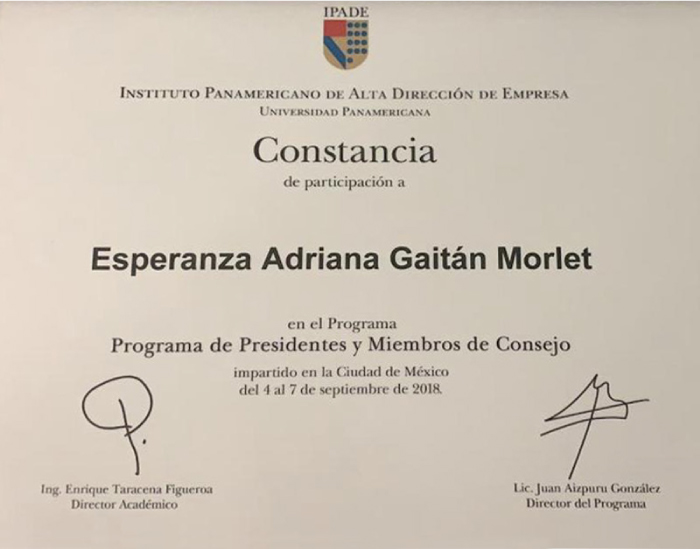 IPADE
INSTITUTO PANAMERICANO DE ALTA DIRECCIÓN DE EMPRESA
UNIVERSIDAD PANAMERICANA
Constancia
de participación a
Esperanza Adriana Gaitán Morlet
en el Programa
Programa de Presidentes y Miembros de Consejo
impartido en la Ciudad de México
del 4 al 7 de septiembre de 2018.
Ing. Enrique Taracena Figueroa
Director Académico
Lic. Juan Aizpuru González
Director del Programa